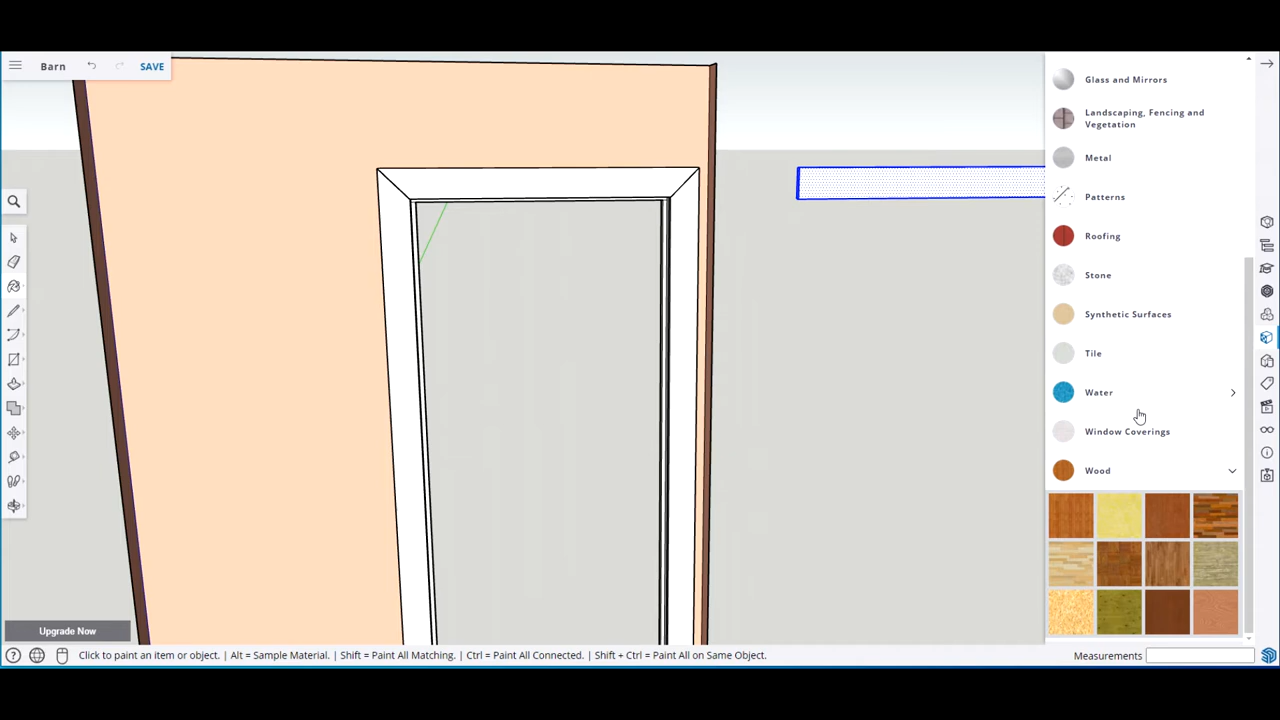 Barn
SAVE
Glass and Mirrors
Landscaping, Fencing and
Vegetation
Metal
Patterns
Roofing
Stone
Synthetic Surfaces
Tile
Water
Window Coverings
Wood
Upgrade Now
Click to paint an item or object. | Alt = Sample Material. | Shift = Paint All Matching. | Ctrl = Paint All Connected. | Shift + Ctrl = Paint All on Same Object.
Measurements